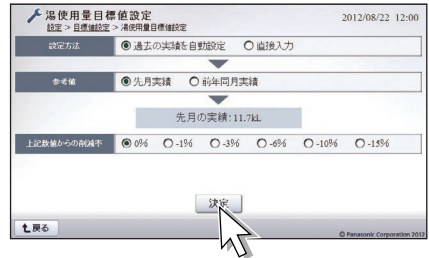 湯使用量目標値設定 2012/08/22 12:00
設定 > 目標値設定 > 湯使用量目標値設定
設定方法 過去の実績を自動設定 直接入力
参考値 先月実績 前年同月実績
先月の実績:11.7kL
上記数値からの削減率 0% -1% -3% -6% -10% -15%
決定
戻る
© Panasonic Corporation 2012